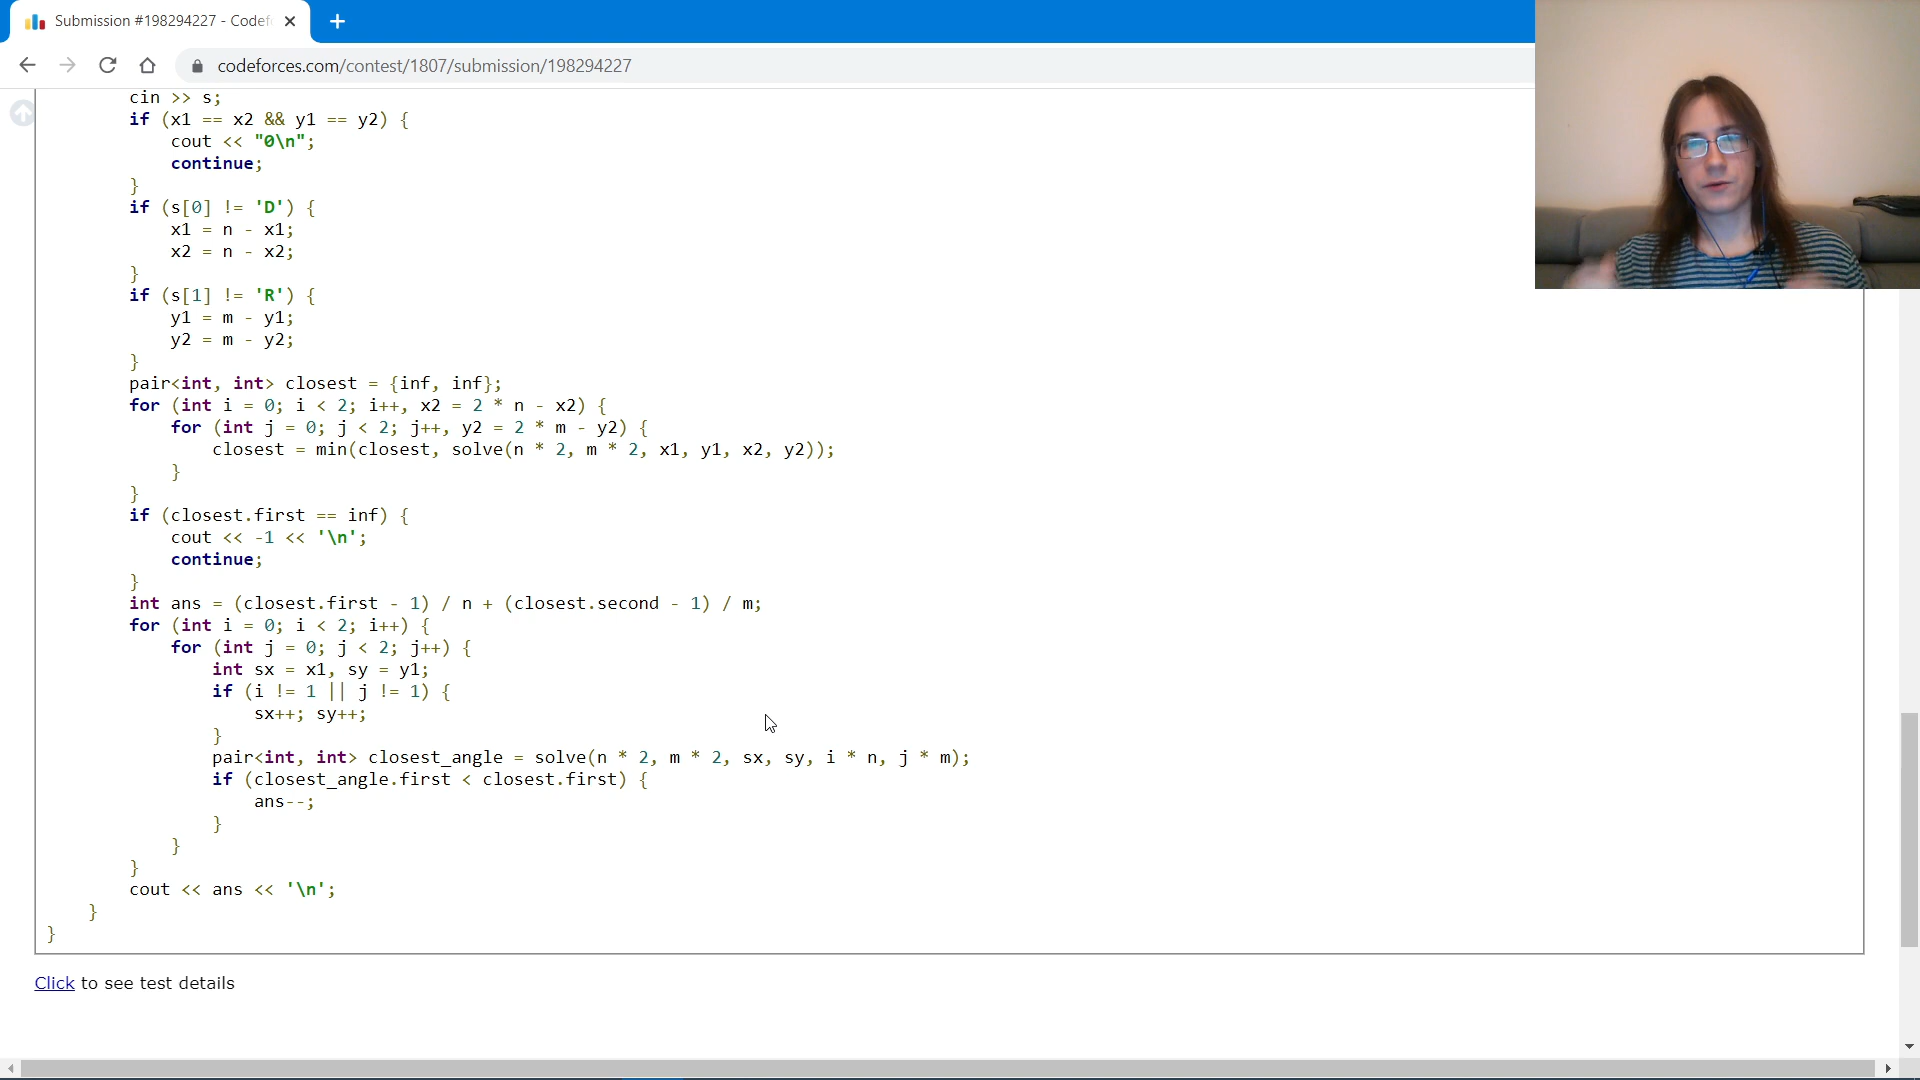 Submission #198294227 - Codef
codeforces.com/contest/1807/submission/198294227
cin >> s;
if (x1 == x2 && y1 == y2) {
cout << "0\n";
continue;
}
if (s[0] != 'D') {
x1 = n - x1;
x2 = n - x2;
}
if (s[1] != 'R') {
y1 = m - y1;
y2 = m - y2;
}
pair<int, int> closest = {inf, inf};
for (int i = 0; i < 2; i++, x2 = 2 * n - x2) {
for (int j = 0; j < 2; j++, y2 = 2 * m - y2) {
closest = min(closest, solve(n * 2, m * 2, x1, y1, x2, y2));
}
}
if (closest.first == inf) {
cout << -1 << '\n';
continue;
}
int ans = (closest.first - 1) / n + (closest.second - 1) / m;
for (int i = 0; i < 2; i++) {
for (int j = 0; j < 2; j++) {
int sx = x1, sy = y1;
if (i != 1 || j != 1) {
sx++; sy++;
}
pair<int, int> closest_angle = solve(n * 2, m * 2, sx, sy, i * n, j * m);
if (closest_angle.first < closest.first) {
ans--;
}
}
}
cout << ans << '\n';
}
}
Click to see test details